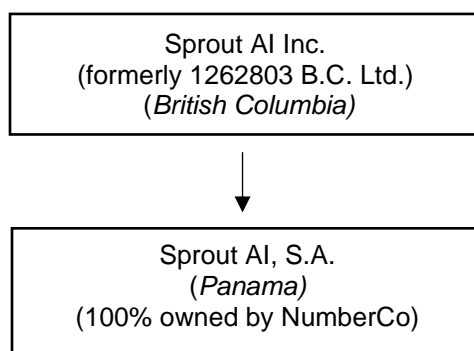 Sprout AI Inc.
(formerly 1262803 B.C. Ltd.)
(British Columbia)
Sprout AI, S.A.
(Panama)
(100% owned by NumberCo)